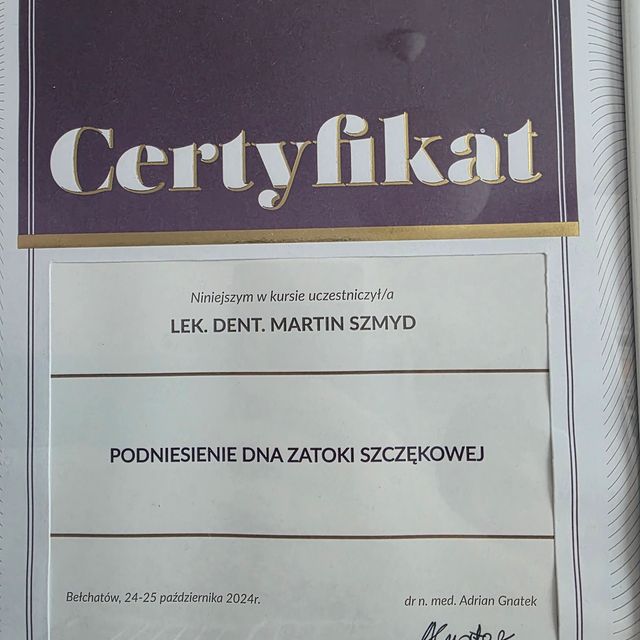 Certyfikat
Niniejszym w kursie uczestniczył/a
LEK. DENT. MARTIN SZMYD
PODNIESIENIE DNA ZATOKI SZCZĘKOWEJ
Bełchatów, 24-25 października 2024r.
dr n. med. Adrian Gnatek